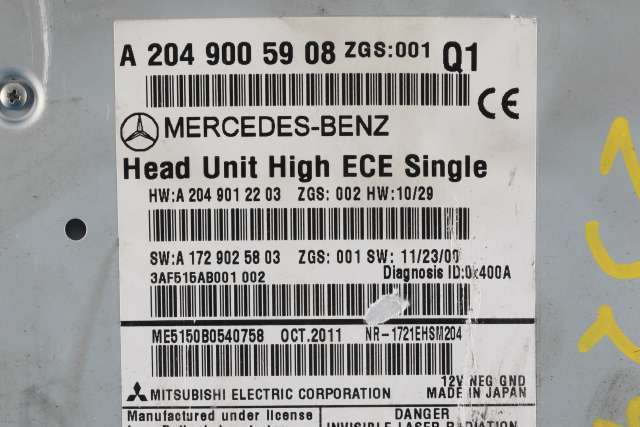 A 204 900 59 08 ZGS:001 Q1
MERCEDES-BENZ
Head Unit High ECE Single
HW:A 204 901 22 03 ZGS: 002 HW:10/29
SW:A 172 902 58 03 ZGS: 001 SW: 11/23/00
3AF515AB001 002 Diagnosis ID:0x400A
ME5150B0540758 OCT.2011 NR-1721EHSM204
MITSUBISHI ELECTRIC CORPORATION
12V NEG GND
MADE IN JAPAN
Manufactured under license
DANGER
INVISIBLE LASER RADIATION